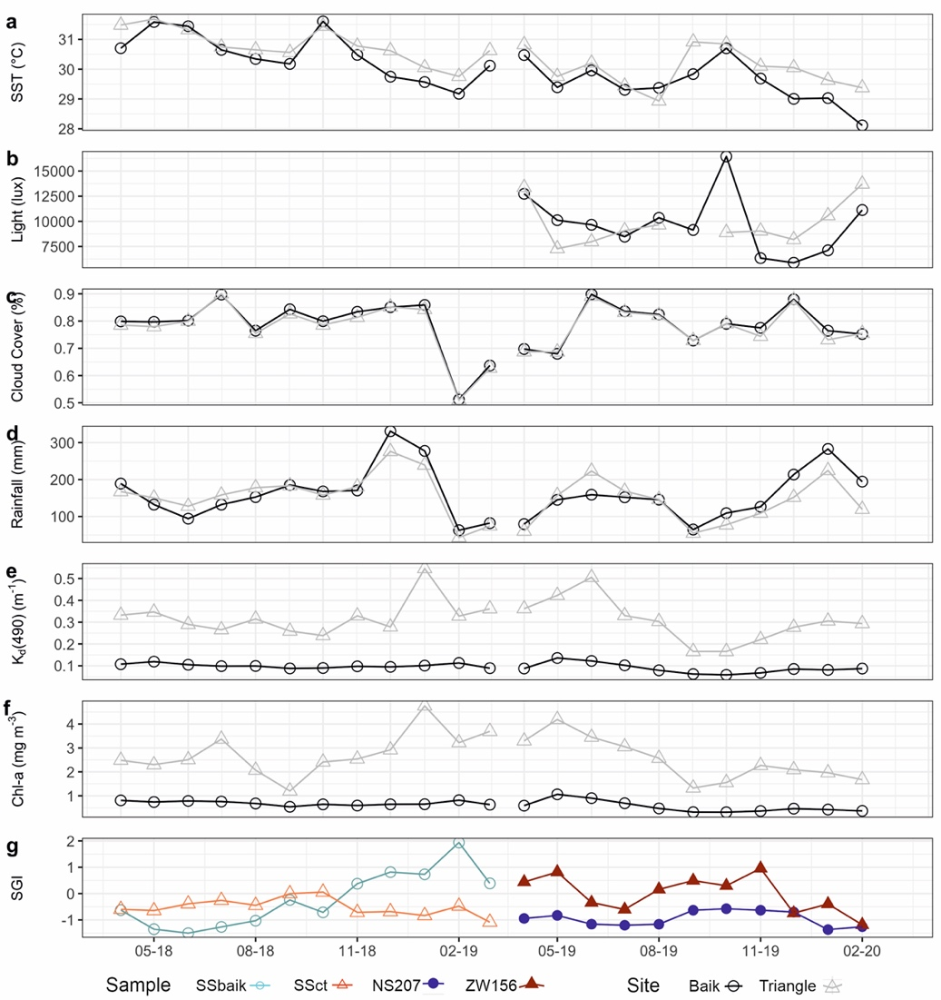 a
SST (°C)
31
30
29
28
b
Light (lux)
15000
12500
10000
7500
c
Cloud Cover (%)
0.9
0.8
0.7
0.6
0.5
d
Rainfall (mm)
300
200
100
e
Kd(490) (m-1)
0.5
0.4
0.3
0.2
0.1
f
Chl-a (mg m-3)
4
3
2
1
g
SGI
2
1
0
-1
05-18 08-18 11-18 02-19 05-19 08-19 11-19 02-20
Sample SSbaik SSct NS207 ZW156 Site Baik Triangle